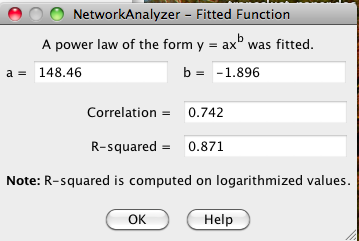 NetworkAnalyzer – Fitted Function
A power law of the form y = axb was fitted.
a = 148.46 b = -1.896
Correlation = 0.742
R-squared = 0.871
Note: R-squared is computed on logarithmized values.
OK Help